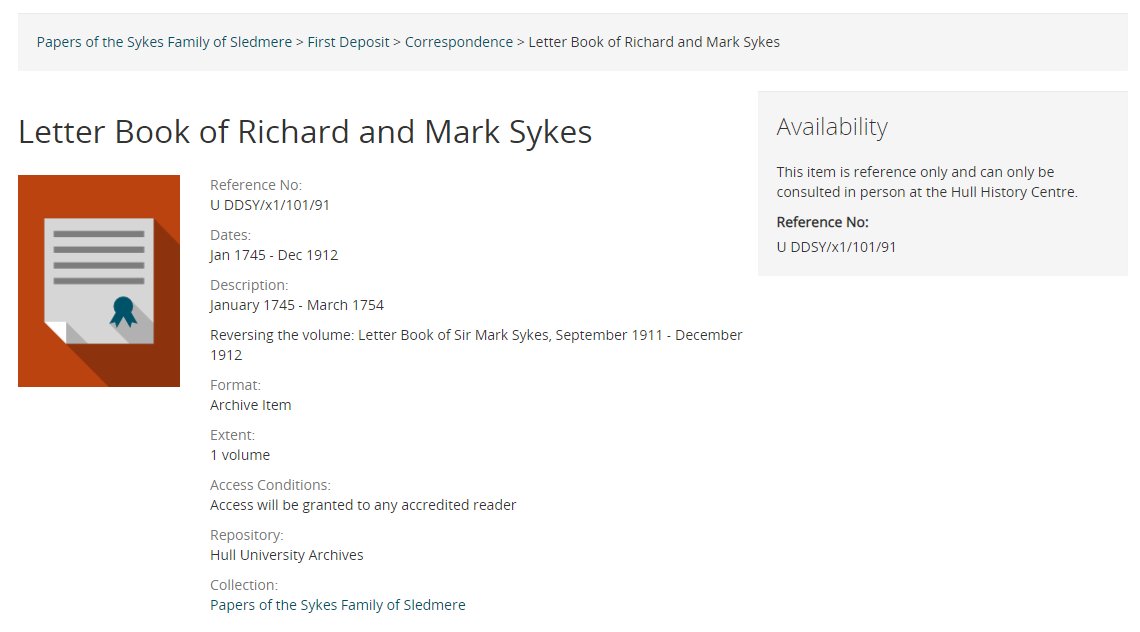 Papers of the Sykes Family of Sledmere > First Deposit > Correspondence > Letter Book of Richard and Mark Sykes
Letter Book of Richard and Mark Sykes
Reference No:
U DDSY/x1/101/91
Dates:
Jan 1745 - Dec 1912
Description:
January 1745 - March 1754
Reversing the volume: Letter Book of Sir Mark Sykes, September 1911 - December
1912
Format:
Archive Item
Extent:
1 volume
Access Conditions:
Access will be granted to any accredited reader
Repository:
Hull University Archives
Collection:
Papers of the Sykes Family of Sledmere
Availability
This item is reference only and can only be
consulted in person at the Hull History Centre.
Reference No:
U DDSY/x1/101/91